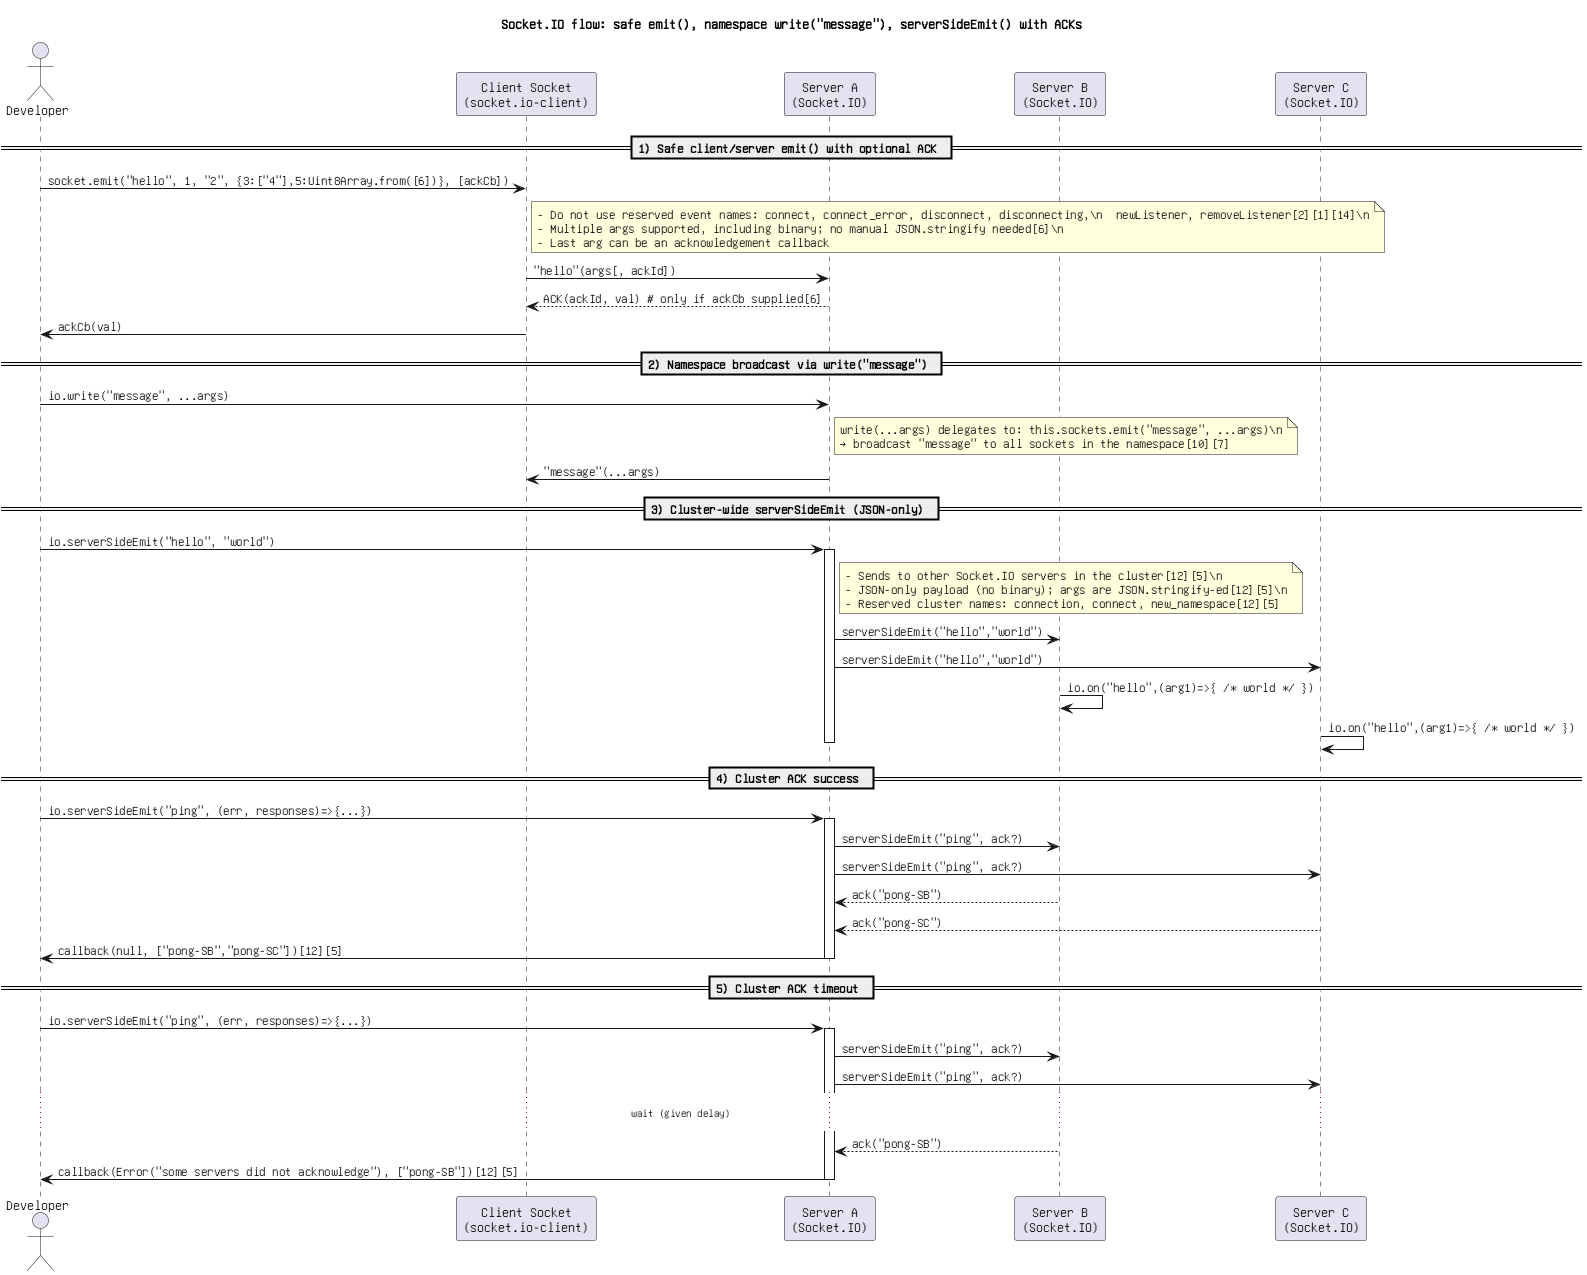 Socket.IO flow: safe emit(), namespace write("message"), serverSideEmit() with ACKs
Developer
Client Socket
(socket.io-client)
Server A
(Socket.IO)
Server B
(Socket.IO)
Server C
(Socket.IO)
1) Safe client/server emit() with optional ACK
socket.emit("hello", 1, "2", {3:["4"],5:Uint8Array.from([6])}, [ackCb])
- Do not use reserved event names: connect, connect_error, disconnect, disconnecting,\n  newListener, removeListener[2][1][14]\n
- Multiple args supported, including binary; no manual JSON.stringify needed[6]\n
- Last arg can be an acknowledgement callback
"hello"(args[, ackId])
ACK(ackId, val) # only if ackCb supplied[6]
ackCb(val)
2) Namespace broadcast via write("message")
io.write("message", ...args)
write(...args) delegates to: this.sockets.emit("message", ...args)\n
→ broadcast "message" to all sockets in the namespace[10][7]
"message"(...args)
3) Cluster-wide serverSideEmit (JSON-only)
io.serverSideEmit("hello", "world")
- Sends to other Socket.IO servers in the cluster[12][5]\n
- JSON-only payload (no binary); args are JSON.stringify-ed[12][5]\n
- Reserved cluster names: connection, connect, new_namespace[12][5]
serverSideEmit("hello","world")
serverSideEmit("hello","world")
io.on("hello",(arg1)=>{ /* world */ })
io.on("hello",(arg1)=>{ /* world */ })
4) Cluster ACK success
io.serverSideEmit("ping", (err, responses)=>{...})
serverSideEmit("ping", ack?)
serverSideEmit("ping", ack?)
ack("pong-SB")
ack("pong-SC")
callback(null, ["pong-SB","pong-SC"])[12][5]
5) Cluster ACK timeout
io.serverSideEmit("ping", (err, responses)=>{...})
serverSideEmit("ping", ack?)
serverSideEmit("ping", ack?)
wait (given delay)
ack("pong-SB")
callback(Error("some servers did not acknowledge"), ["pong-SB"])[12][5]
Developer
Client Socket
(socket.io-client)
Server A
(Socket.IO)
Server B
(Socket.IO)
Server C
(Socket.IO)